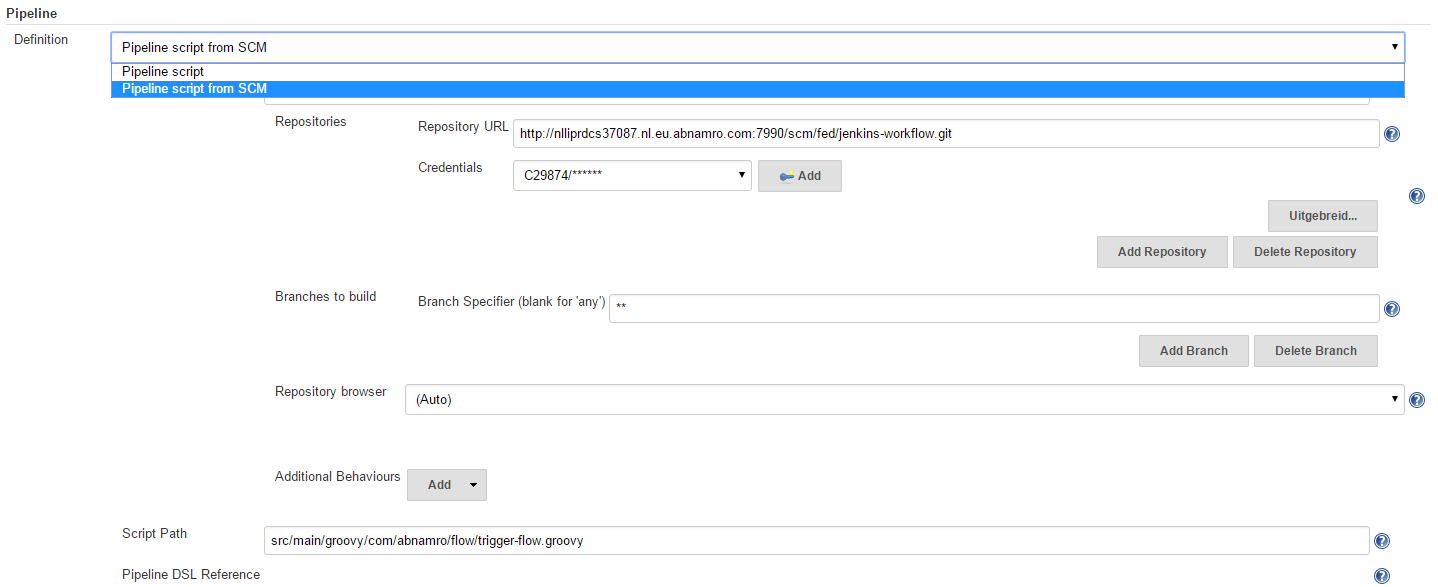 Pipeline
Definition
Pipeline script from SCM
Pipeline script
Pipeline script from SCM
Repositories
Repository URL
http://nlliprdcs37087.nl.eu.abnamro.com:7990/scm/fed/jenkins-workflow.git
Credentials
C29874/******
Add
Uitgebreid...
Add Repository
Delete Repository
Branches to build
Branch Specifier (blank for 'any')
**
Add Branch
Delete Branch
Repository browser
(Auto)
Additional Behaviours
Add
Script Path
src/main/groovy/com/abnamro/flow/trigger-flow.groovy
Pipeline DSL Reference